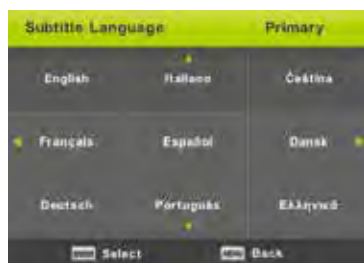 Subtitle Language Primary
English Italiano Čeština
Français Español Dansk
Deutsch Português Ελληνικά
Select Back